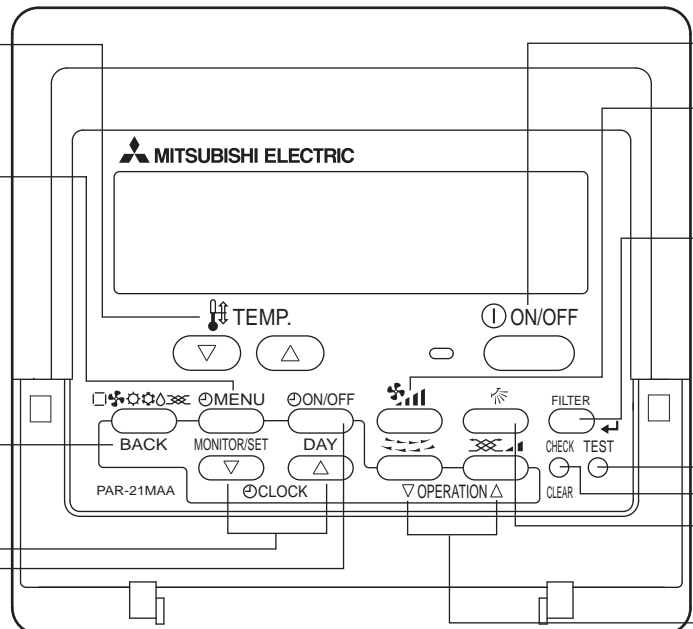 MITSUBISHI ELECTRIC
TEMP.
ON/OFF
MENU
ON/OFF
FILTER
BACK
MONITOR/SET
DAY
CHECK
TEST
PAR-21MAA
CLOCK
OPERATION
CLEAR